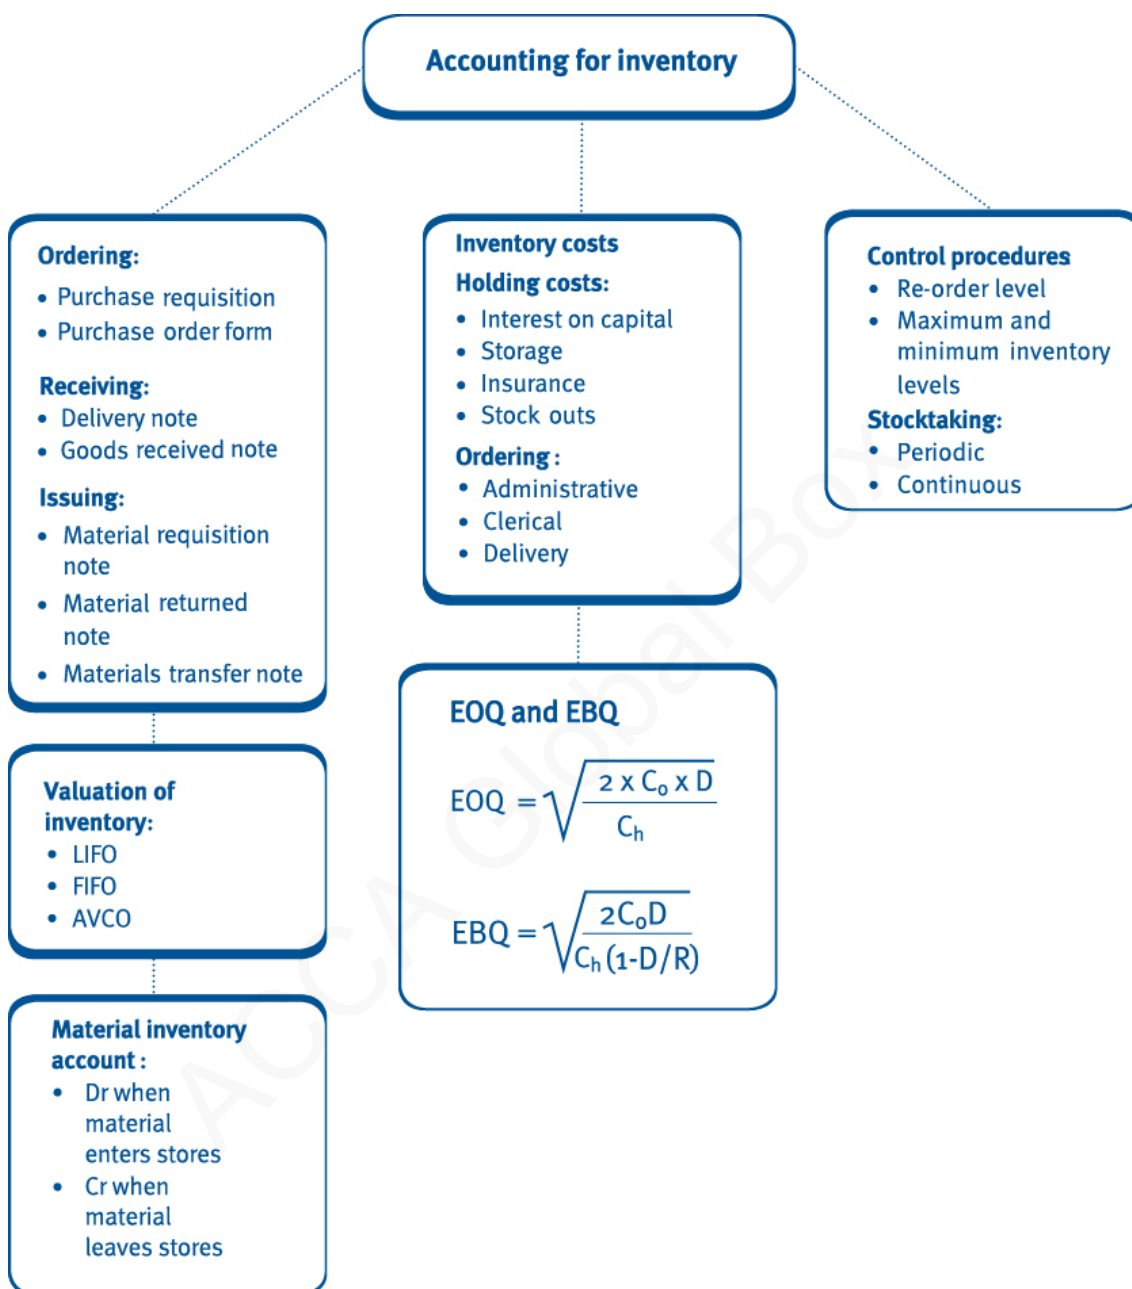 Accounting for inventory
Ordering:
• Purchase requisition
• Purchase order form
Receiving:
• Delivery note
• Goods received note
Issuing:
• Material requisition
note
• Material returned
note
• Materials transfer note
Valuation of
inventory:
• LIFO
• FIFO
• AVCO
Material inventory
account :
• Dr when
material
enters stores
• Cr when
material
leaves stores
Inventory costs
Holding costs:
• Interest on capital
• Storage
• Insurance
• Stock outs
Ordering :
• Administrative
• Clerical
• Delivery
EOQ and EBQ
EOQ = √(2 x Cₒ x D / Cₕ)
EBQ = √(2CₒD / Cₕ(1-D/R))
Control procedures:
• Re-order level
• Maximum and
minimum inventory
levels
Stocktaking:
• Periodic
• Continuous
ACCA Global Box